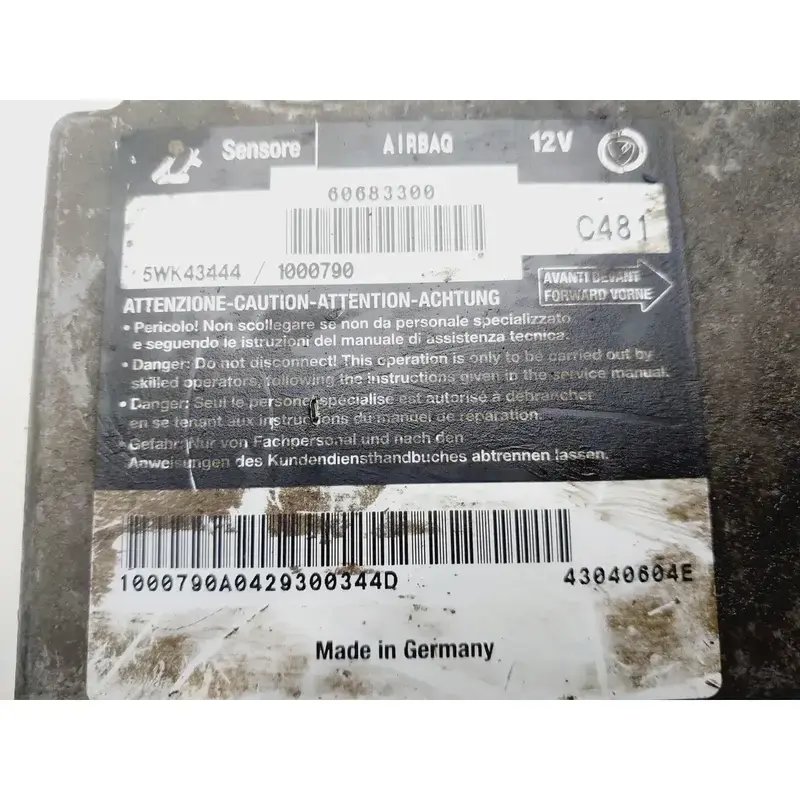 Sensore AIRBAG 12V
60683300
C481
5WK43444 / 1000790
AVANTI DEVANT
FORWARD VORNE
ATTENZIONE-CAUTION-ATTENTION-ACHTUNG
• Pericolo! Non scollegare se non da personale specializzato
e seguendo le istruzioni del manuale di assistenza tecnica.
• Danger: Do not disconnect! This operation is only to be carried out by
skilled operators, following the instructions given in the service manual.
• Danger: Seul le personel spécialise est autorisé à debrancher
en se tenant aux instructions du manuel de réparation.
• Gefahr: Nur von Fachpersonal und nach den
Anweisungen des Kundendiensthandbuches abtrennen lassen.
1000790A0429300344D 43040604E
Made in Germany